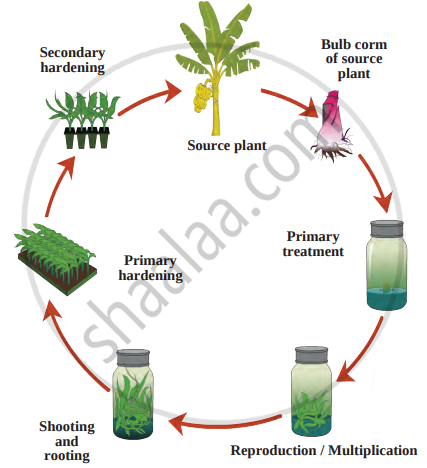 Secondary
hardening
Bulb corm
of source
plant
Source plant
Primary
treatment
Primary
hardening
Shooting
and
rooting
Reproduction / Multiplication
shaalaa.com